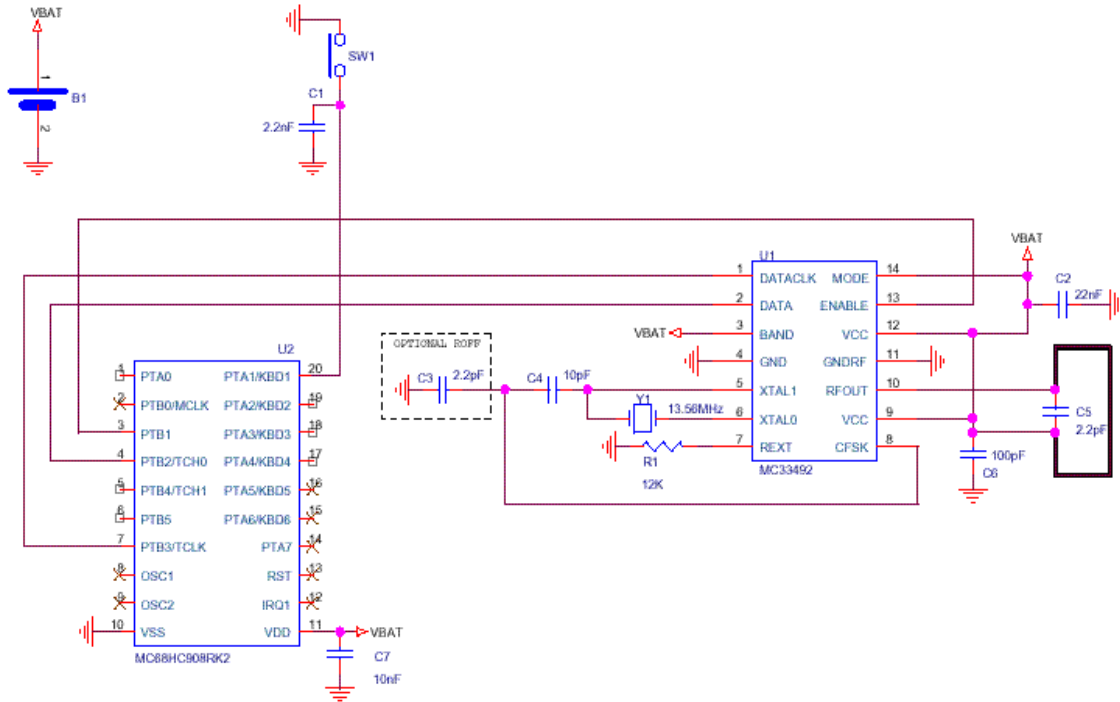 VBAT
1
B1
2
SW1
C1
2.2nF
VBAT
C2
22nF
U1
1 DATACLK MODE 14
2 DATA ENABLE 13
VBAT 3 BAND VCC 12
4 GND GNDRF 11
5 XTAL1 RFOUT 10
6 XTAL0 VCC 9
7 REXT CFSK 8
MC33492
OPTIONAL ROFF
C3 2.2pF
C4 10pF
Y1 13.56MHz
R1
12K
C5
2.2pF
100pF
C6
U2
1 PTA0 PTA1/KBD1 20
2 PTB0/MCLK PTA2/KBD2 19
3 PTB1 PTA3/KBD3 18
4 PTB2/TCH0 PTA4/KBD4 17
5 PTB4/TCH1 PTA5/KBD5 16
6 PTB5 PTA6/KBD6 15
7 PTB3/TCLK PTA7 14
8 OSC1 RST 13
9 OSC2 IRQ1 12
10 VSS VDD 11 VBAT
MC68HC908RK2
C7
10nF